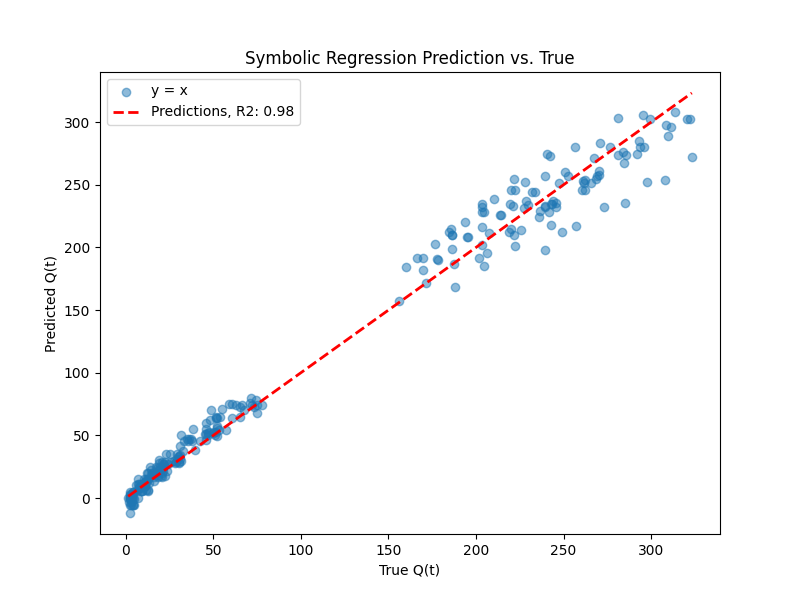 Symbolic Regression Prediction vs. True
y = x
Predictions, R2: 0.98
300
250
200
150
100
50
0
Predicted Q(t)
0 50 100 150 200 250 300
True Q(t)